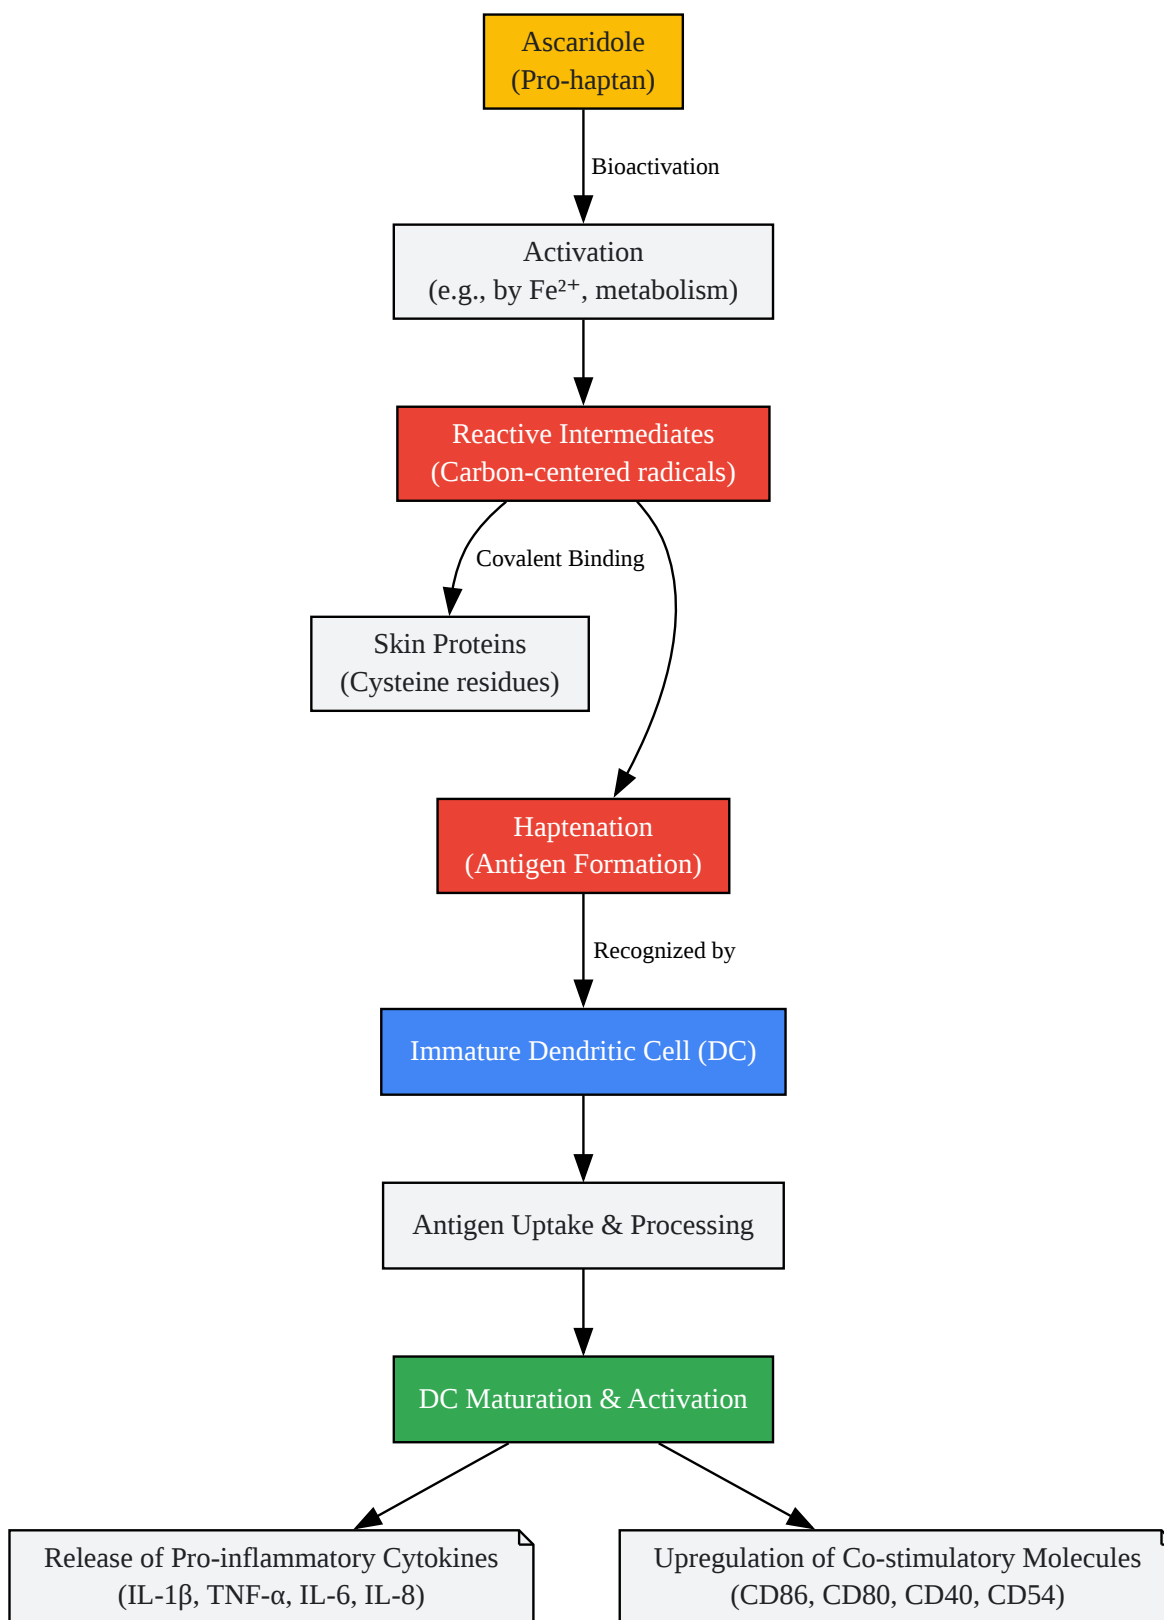 Ascaridole
(Pro-haptan)
Bioactivation
Activation
(e.g., by Fe²⁺, metabolism)
Reactive Intermediates
(Carbon-centered radicals)
Covalent Binding
Skin Proteins
(Cysteine residues)
Haptenation
(Antigen Formation)
Recognized by
Immature Dendritic Cell (DC)
Antigen Uptake & Processing
DC Maturation & Activation
Release of Pro-inflammatory Cytokines
(IL-1β, TNF-α, IL-6, IL-8)
Upregulation of Co-stimulatory Molecules
(CD86, CD80, CD40, CD54)